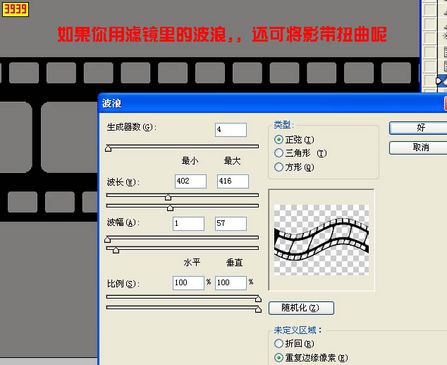 3939
如果你用滤镜里的波浪，，还可将影带扭曲呢
波浪
生成器数(G): 4
类型:
正弦(I)
三角形 (T)
方形(Q)
好
取消
最小 最大
波长(W): 402 416
波幅(A): 1 57
水平 垂直
比例(S): 100 % 100 %
随机化(Z)
未定义区域:
折回(R)
重复边缘像素(E)